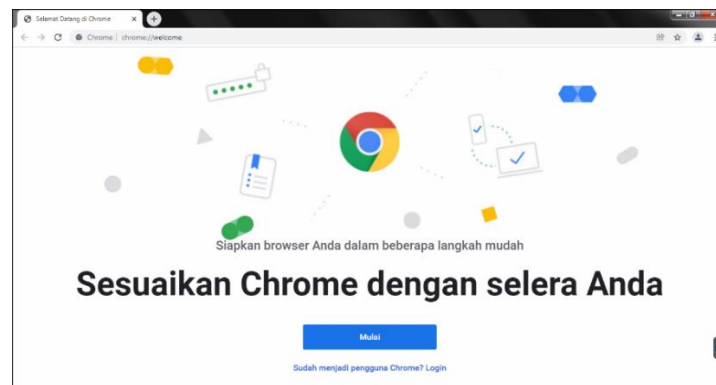 Selamat Datang di Chrome
Chrome | chrome://welcome
Siapkan browser Anda dalam beberapa langkah mudah
Sesuaikan Chrome dengan selera Anda
Mulai
Sudah menjadi pengguna Chrome? Login